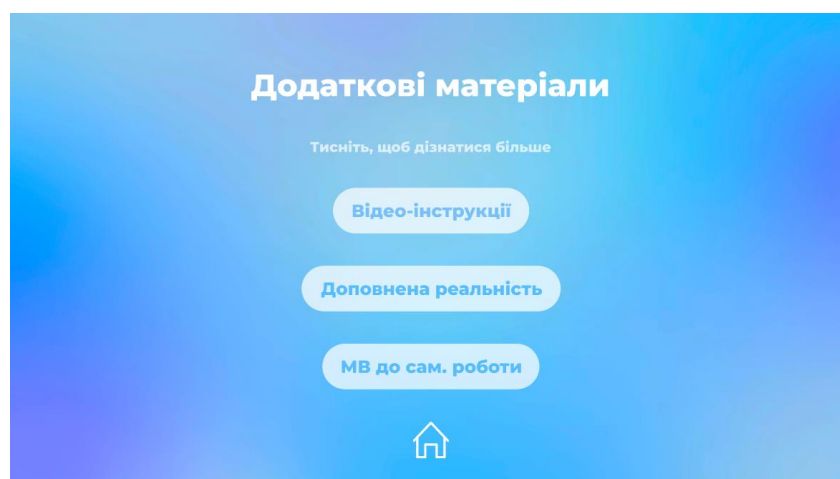 Додаткові матеріали
Тисніть, щоб дізнатися більше
Відео-інструкції
Доповнена реальність
МВ до сам. роботи